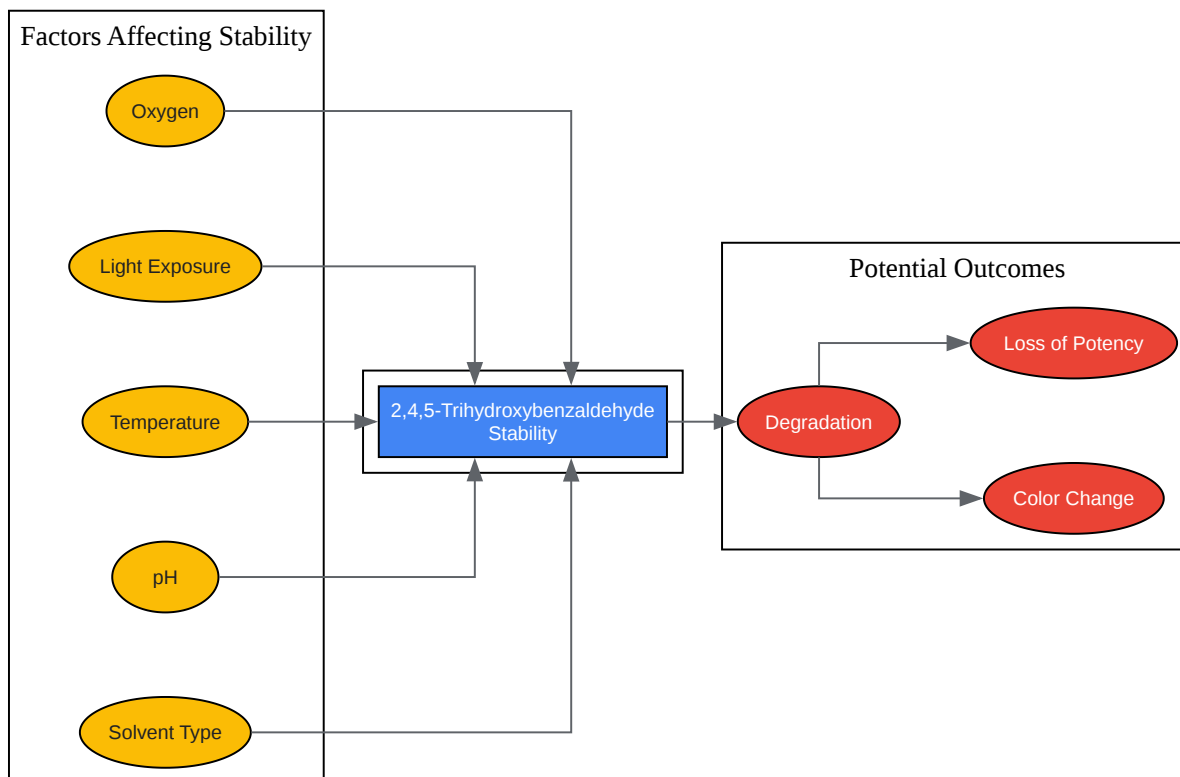 Factors Affecting Stability
Oxygen
Light Exposure
Temperature
pH
Solvent Type
2,4,5-Trihydroxybenzaldehyde
Stability
Potential Outcomes
Degradation
Loss of Potency
Color Change